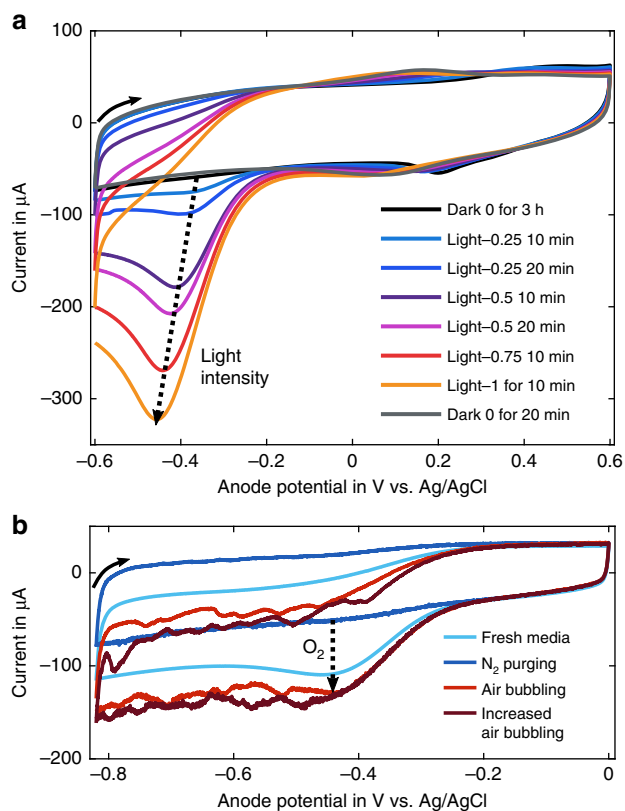 a
100
0
−100
−200
−300
Current in µA
Light
intensity
Dark 0 for 3 h
Light–0.25 10 min
Light–0.25 20 min
Light–0.5 10 min
Light–0.5 20 min
Light–0.75 10 min
Light–1 for 10 min
Dark 0 for 20 min
−0.6 −0.4 −0.2 0 0.2 0.4 0.6
Anode potential in V vs. Ag/AgCl
b
0
−100
−200
Current in µA
O2
Fresh media
N2 purging
Air bubbling
Increased
air bubbling
−0.8 −0.6 −0.4 −0.2 0
Anode potential in V vs. Ag/AgCl